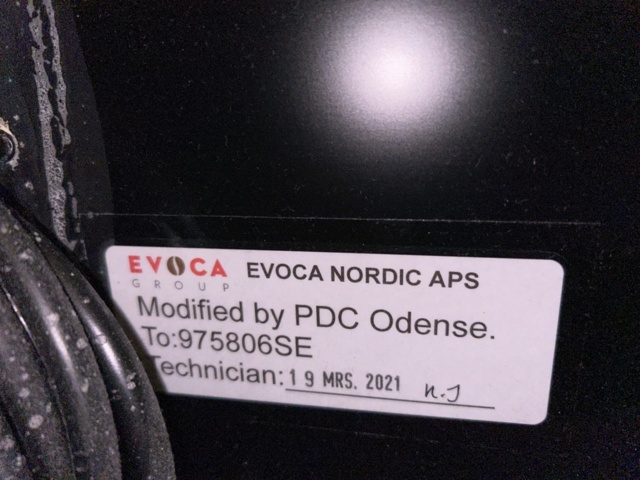 EVOCA GROUP EVOCA NORDIC APS
Modified by PDC Odense.
To:975806SE
Technician: 19 MRS. 2021 N.J